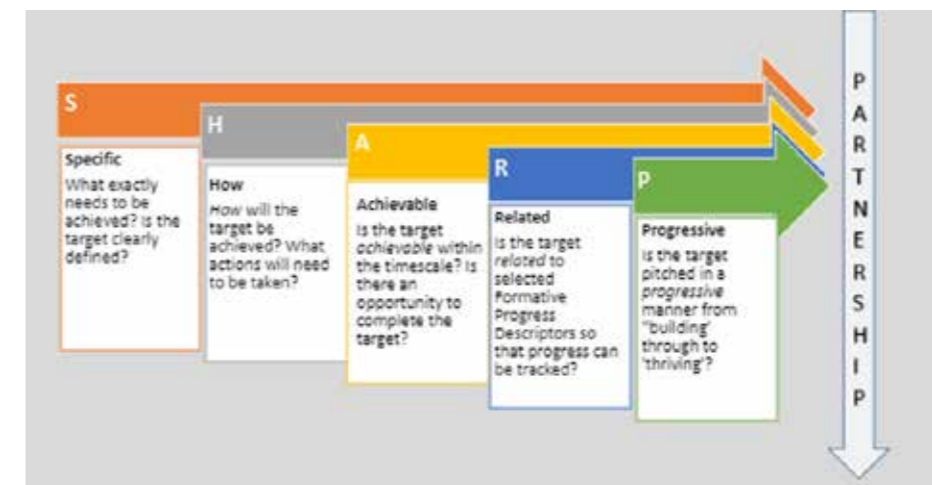 S
Specific
What exactly
needs to be
achieved? Is the
target clearly
defined?
H
How
How will the
target be
achieved? What
actions will need
to be taken?
A
Achievable
Is the target
achievable within
the timescale? Is
there an
opportunity to
complete the
target?
R
Related
Is the target
related to
selected
Formative
Progress
Descriptors so
that progress can
be tracked?
P
Progressive
Is the target
pitched in a
progressive
manner from
"building'
through to
'thriving'?
P
A
R
T
N
E
R
S
H
I
P